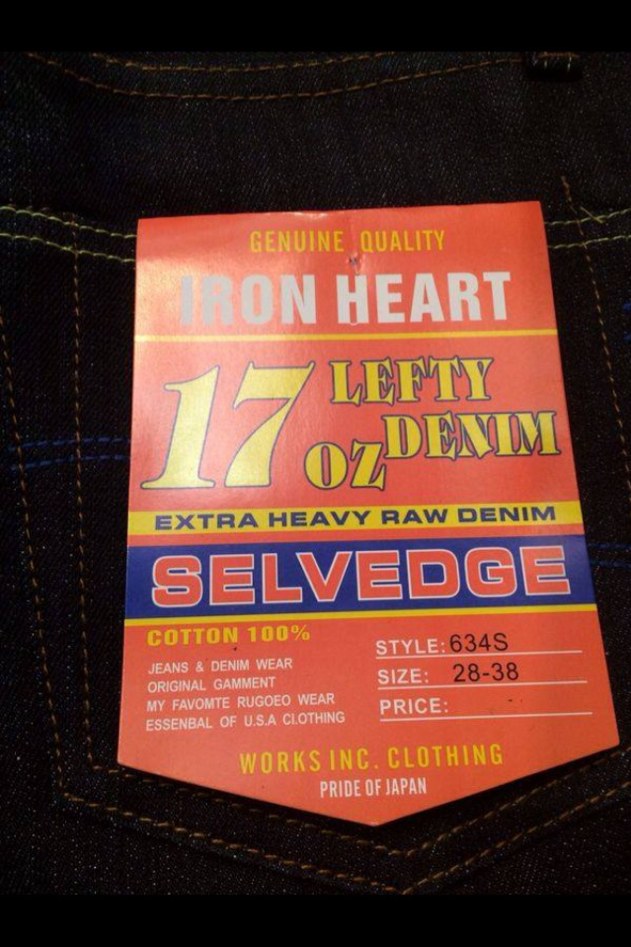 GENUINE QUALITY
IRON HEART
17 OZ LEFTY
DENIM
EXTRA HEAVY RAW DENIM
SELVEDGE
COTTON 100%
JEANS & DENIM WEAR
ORIGINAL GAMMENT
MY FAVOMTE RUGOEO WEAR
ESSENBAL OF U.S.A CI.OTHING
STYLE: 634S
SIZE: 28-38
PRICE:
WORKS INC. CLOTHING
PRIDE OF JAPAN